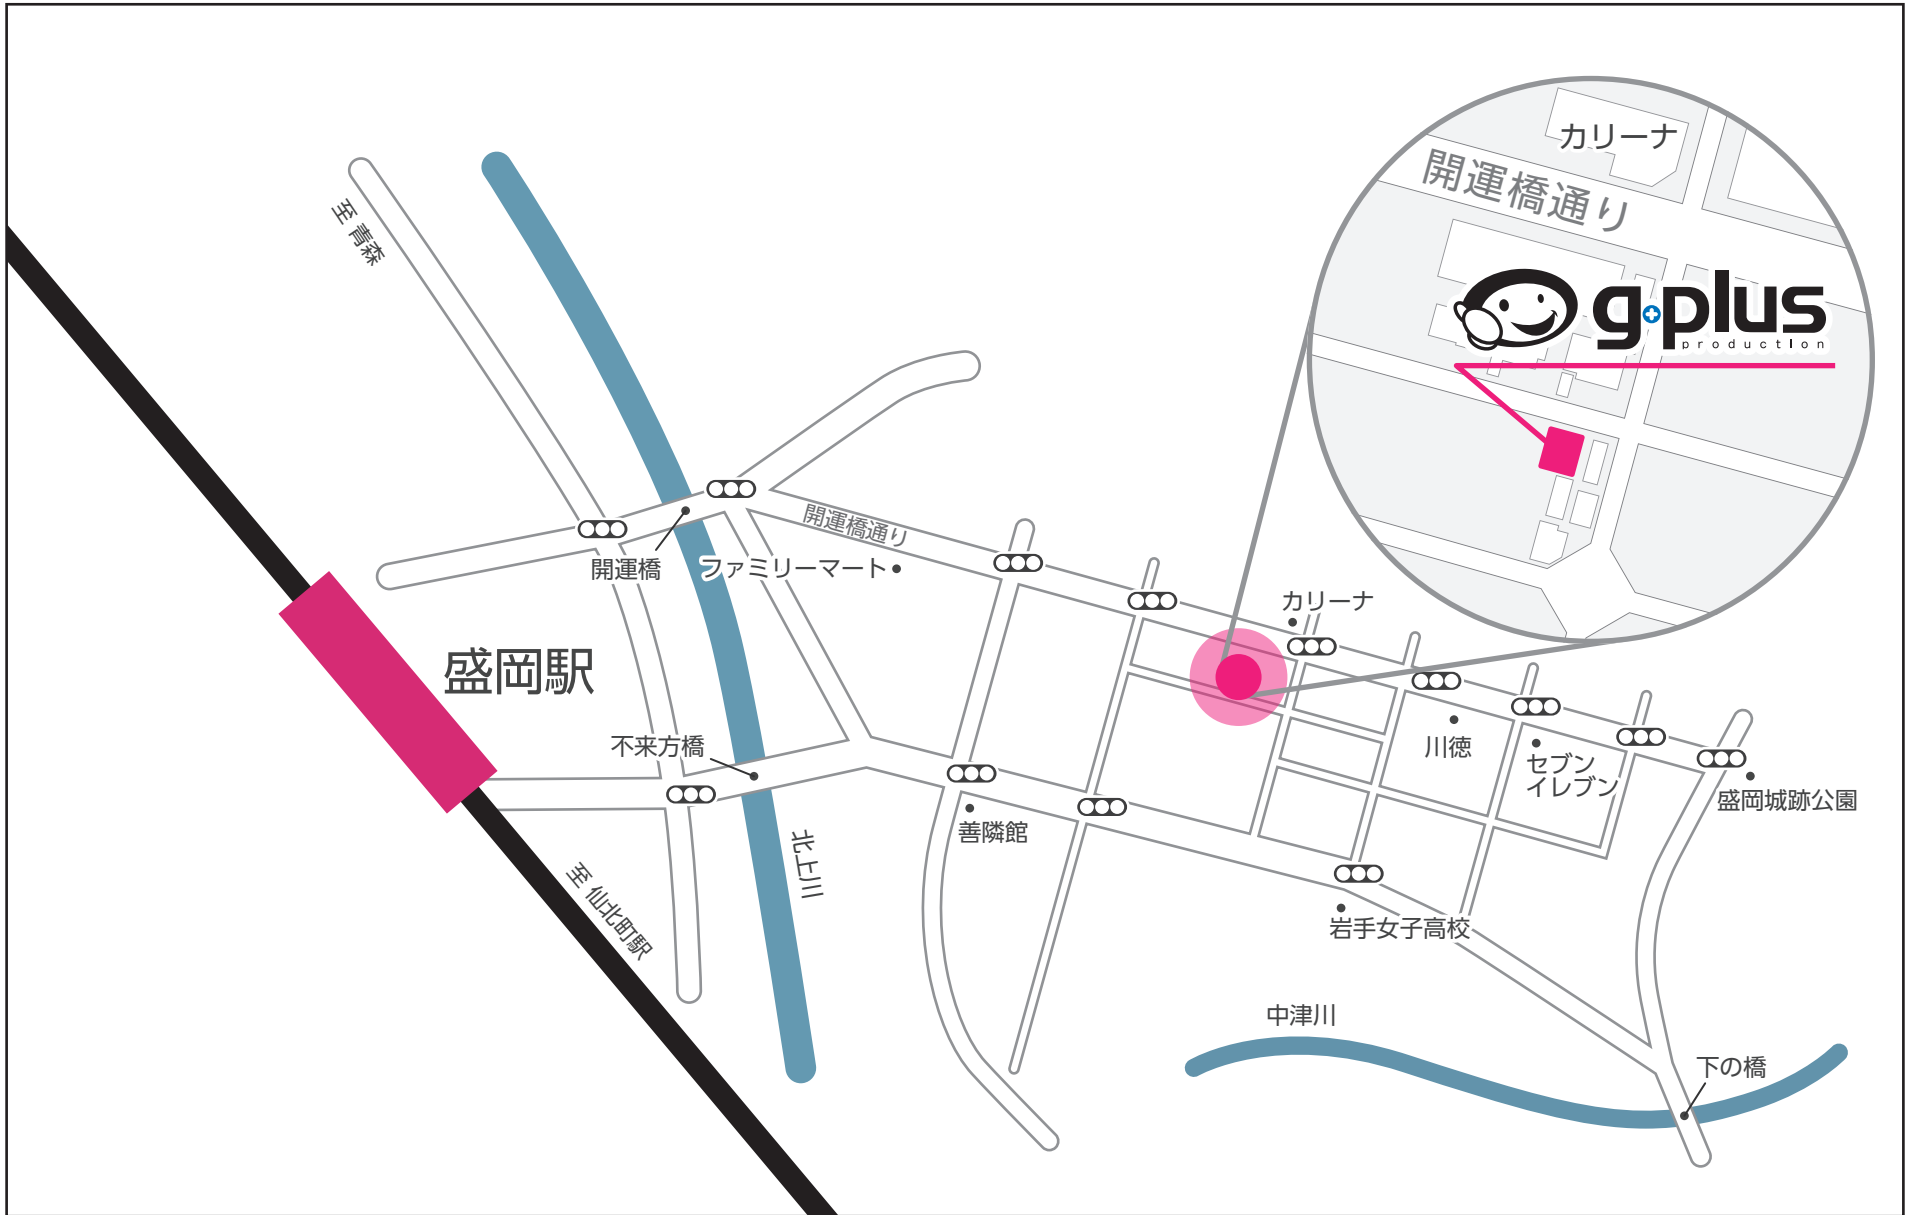 カリーナ
開運橋通り
g+plus
production
至 青森
開運橋通り
開運橋
ファミリーマート
カリーナ
盛岡駅
不来方橋
川徳
セブン
イレブン
盛岡城跡公園
善隣館
北上川
至 仙北町駅
岩手女子高校
中津川
下の橋